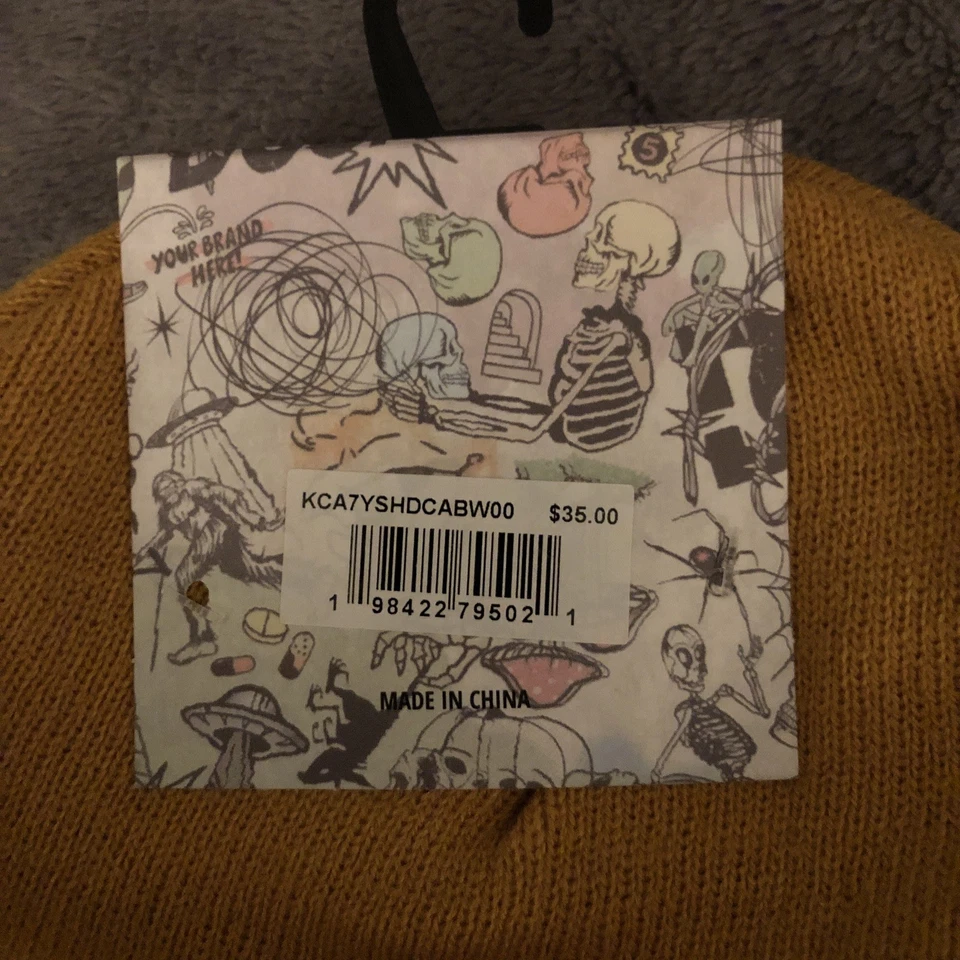 5
YOUR BRAND
HERE!
KCA7YSHDCABW00 $35.00
1 98422 79502 1
MADE IN CHINA